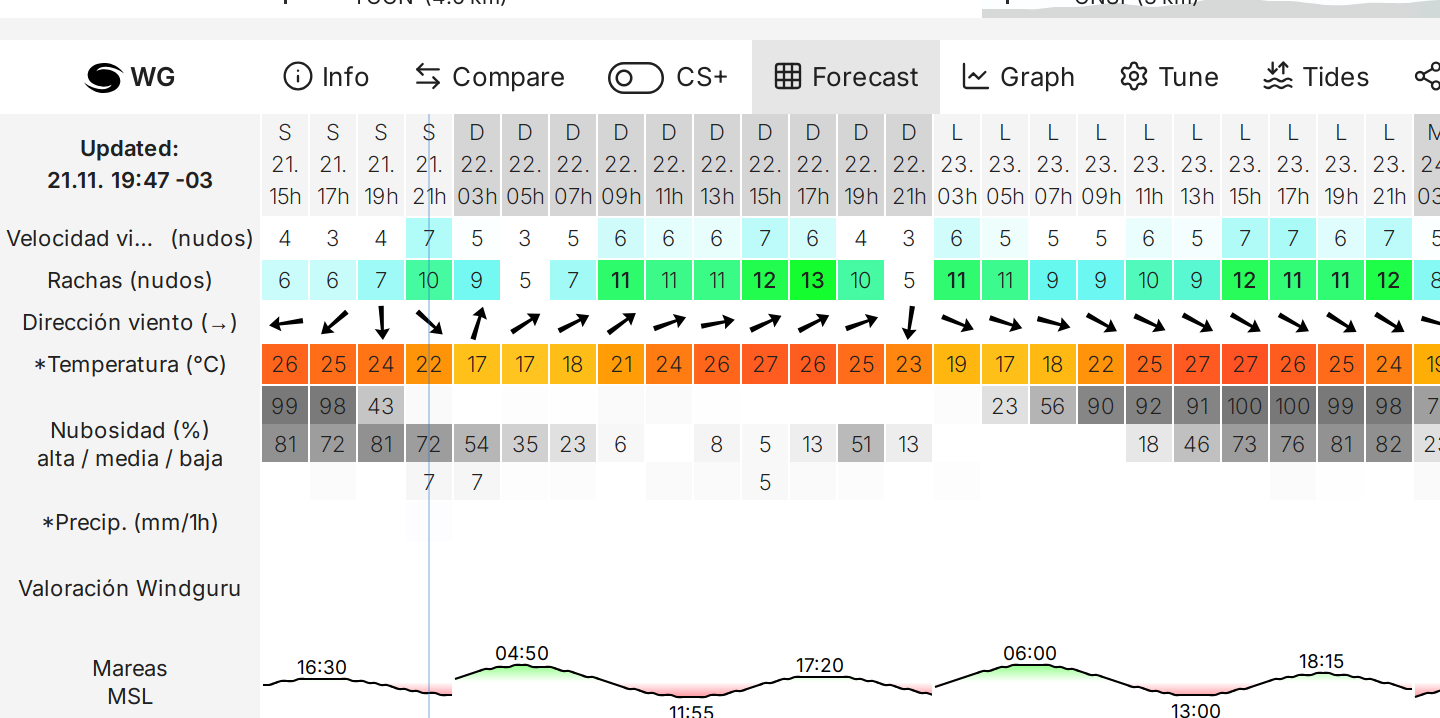 WG Info Compare CS+ Forecast Graph Tune Tides
Updated:
21.11. 19:47 -03
S S S S D D D D D D D D D D L L L L L L L L L L
21. 21. 21. 21. 22. 22. 22. 22. 22. 22. 22. 22. 22. 22. 23. 23. 23. 23. 23. 23. 23. 23. 23. 23.
15h 17h 19h 21h 03h 05h 07h 09h 11h 13h 15h 17h 19h 21h 03h 05h 07h 09h 11h 13h 15h 17h 19h 21h
Velocidad vi... (nudos) 4 3 4 7 5 3 5 6 6 6 7 6 4 3 6 5 5 5 6 5 7 7 6 7
Rachas (nudos) 6 6 7 10 9 5 7 11 11 11 12 13 10 5 11 11 9 9 10 9 12 11 11 12
Dirección viento (→)
*Temperatura (°C) 26 25 24 22 17 17 18 21 24 26 27 26 25 23 19 17 18 22 25 27 27 26 25 24
99 98 43 23 56 90 92 91 100 100 99 98
Nubosidad (%)
81 72 81 72 54 35 23 6 8 5 13 51 13 18 46 73 76 81 82
alta / media / baja
7 7 5
*Precip. (mm/1h)
Valoración Windguru
Mareas
MSL
16:30 04:50 17:20 06:00 18:15
11:55 13:00